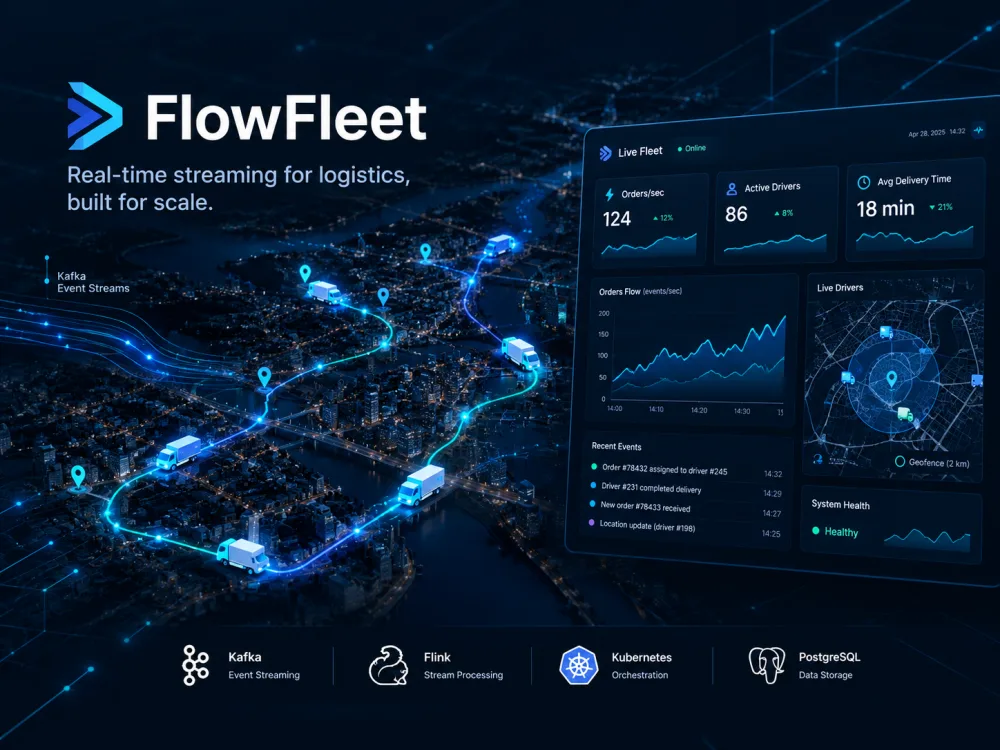 FlowFleet
Real-time streaming for logistics,
built for scale.
Kafka
Event Streams
Live Fleet
Online
Apr 28, 2025 14:32
Orders/sec
124
12%
Active Drivers
86
8%
Avg Delivery Time
18 min
21%
Orders Flow (events/sec)
200
150
100
50
0
14:00
14:10
14:20
14:30
15
Live Drivers
Geofence (2 km)
Recent Events
Order #78432 assigned to driver #245
14:32
Driver #231 completed delivery
14:29
New order #78433 received
14:27
Location update (driver #198)
14:25
System Health
Healthy
Kafka
Event Streaming
Flink
Stream Processing
Kubernetes
Orchestration
PostgreSQL
Data Storage